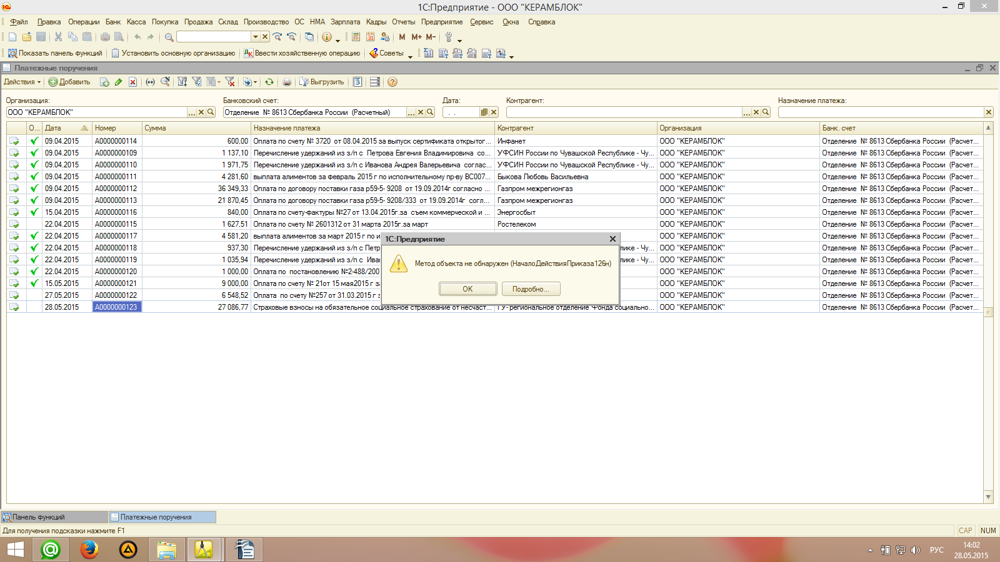 1С:Предприятие - ООО "КЕРАМБЛОК"
Файл Правка Операции Банк Касса Покупка Продажа Склад Производство ОС НМА Зарплата Кадры Отчеты Предприятие Сервис Окна Справка
M M+ M-
Показать панель функций Установить основную организацию Ввести хозяйственную операцию Советы
Платежные поручения
Действия Добавить Выгрузить
Организация: Банковский счет: Дата: Контрагент: Назначение платежа:
ООО "КЕРАМБЛОК" ... Отделение № 8613 Сбербанка России (Расчетный) ... . . ...
О... Дата Номер Сумма Назначение платежа Контрагент Организация Банк. счет
09.04.2015 А0000000114 600,00 Оплата по счету № 3720 от 08.04.2015 за выпуск сертификата открытог... Инфанет ООО "КЕРАМБЛОК" Отделение № 8613 Сбербанка России (Расчет...
09.04.2015 А0000000109 1 137,10 Перечисление удержаний из з/п с Петрова Евгения Владимировича со... УФСИН России по Чувашской Республике - Чу... ООО "КЕРАМБЛОК" Отделение № 8613 Сбербанка России (Расчет...
09.04.2015 А0000000110 1 971,75 Перечисление удержаний из з/п с Иванова Андрея Валерьевича соглас... УФСИН России по Чувашской Республике - Чу... ООО "КЕРАМБЛОК" Отделение № 8613 Сбербанка России (Расчет...
09.04.2015 А0000000111 4 281,60 выплата алиментов за февраль 2015 г по исполнительному пр-ву ВС007... Быкова Любовь Васильевна ООО "КЕРАМБЛОК" Отделение № 8613 Сбербанка России (Расчет...
09.04.2015 А0000000112 36 349,33 Оплата по договору поставки газа р59-5- 9208 от 19.09.2014г согласно ... Газпром межрегионгаз ООО "КЕРАМБЛОК" Отделение № 8613 Сбербанка России (Расчет...
09.04.2015 А0000000113 21 870,45 Оплата по договору поставки газа р59-5- 9208/333 от 19.09.2014г согл... Газпром межрегионгаз ООО "КЕРАМБЛОК" Отделение № 8613 Сбербанка России (Расчет...
15.04.2015 А0000000116 840,00 Оплата по счету-фактуры №27 от 13.04.2015г.за съем коммерческой и ... Энергосбыт ООО "КЕРАМБЛОК" Отделение № 8613 Сбербанка России (Расчет...
22.04.2015 А0000000115 1 627,51 Оплата по счету № 2601312 от 31 марта 2015г.за март Ростелеком ООО "КЕРАМБЛОК" Отделение № 8613 Сбербанка России (Расчет...
22.04.2015 А0000000117 4 581,20 выплата алиментов за март 2015 г по и ООО "КЕРАМБЛОК" Отделение № 8613 Сбербанка России (Расчет...
22.04.2015 А0000000118 937,30 Перечисление удержаний из з/п с Петр лике - Чу... ООО "КЕРАМБЛОК" Отделение № 8613 Сбербанка России (Расчет...
22.04.2015 А0000000119 1 035,94 Перечисление удержаний из з/п с Ива лике - Чу... ООО "КЕРАМБЛОК" Отделение № 8613 Сбербанка России (Расчет...
22.04.2015 А0000000120 1 000,00 Оплата по постановлению №2-488/200 ООО "КЕРАМБЛОК" Отделение № 8613 Сбербанка России (Расчет...
15.05.2015 А0000000121 9 000,00 Оплата по счету № 21от 15 мая2015 г за ООО "КЕРАМБЛОК" Отделение № 8613 Сбербанка России (Расчет...
27.05.2015 А0000000122 6 548,52 Оплата по счету №257 от 31.03.2015 г з ООО "КЕРАМБЛОК" Отделение № 8613 Сбербанка России (Расчет...
28.05.2015 А0000000123 27 086,77 Страховые взносы на обязательное социальное страхование от несчаст... ГУ- региональное отделение Фонда социально... ООО "КЕРАМБЛОК" Отделение № 8613 Сбербанка России (Расчет...
1С:Предприятие
Метод объекта не обнаружен (НачалоДействияПриказа126н)
OK Подробно...
Панель функций Платежные поручения
Для получения подсказки нажмите F1 CAP NUM
РУС 14:02
28.05.2015